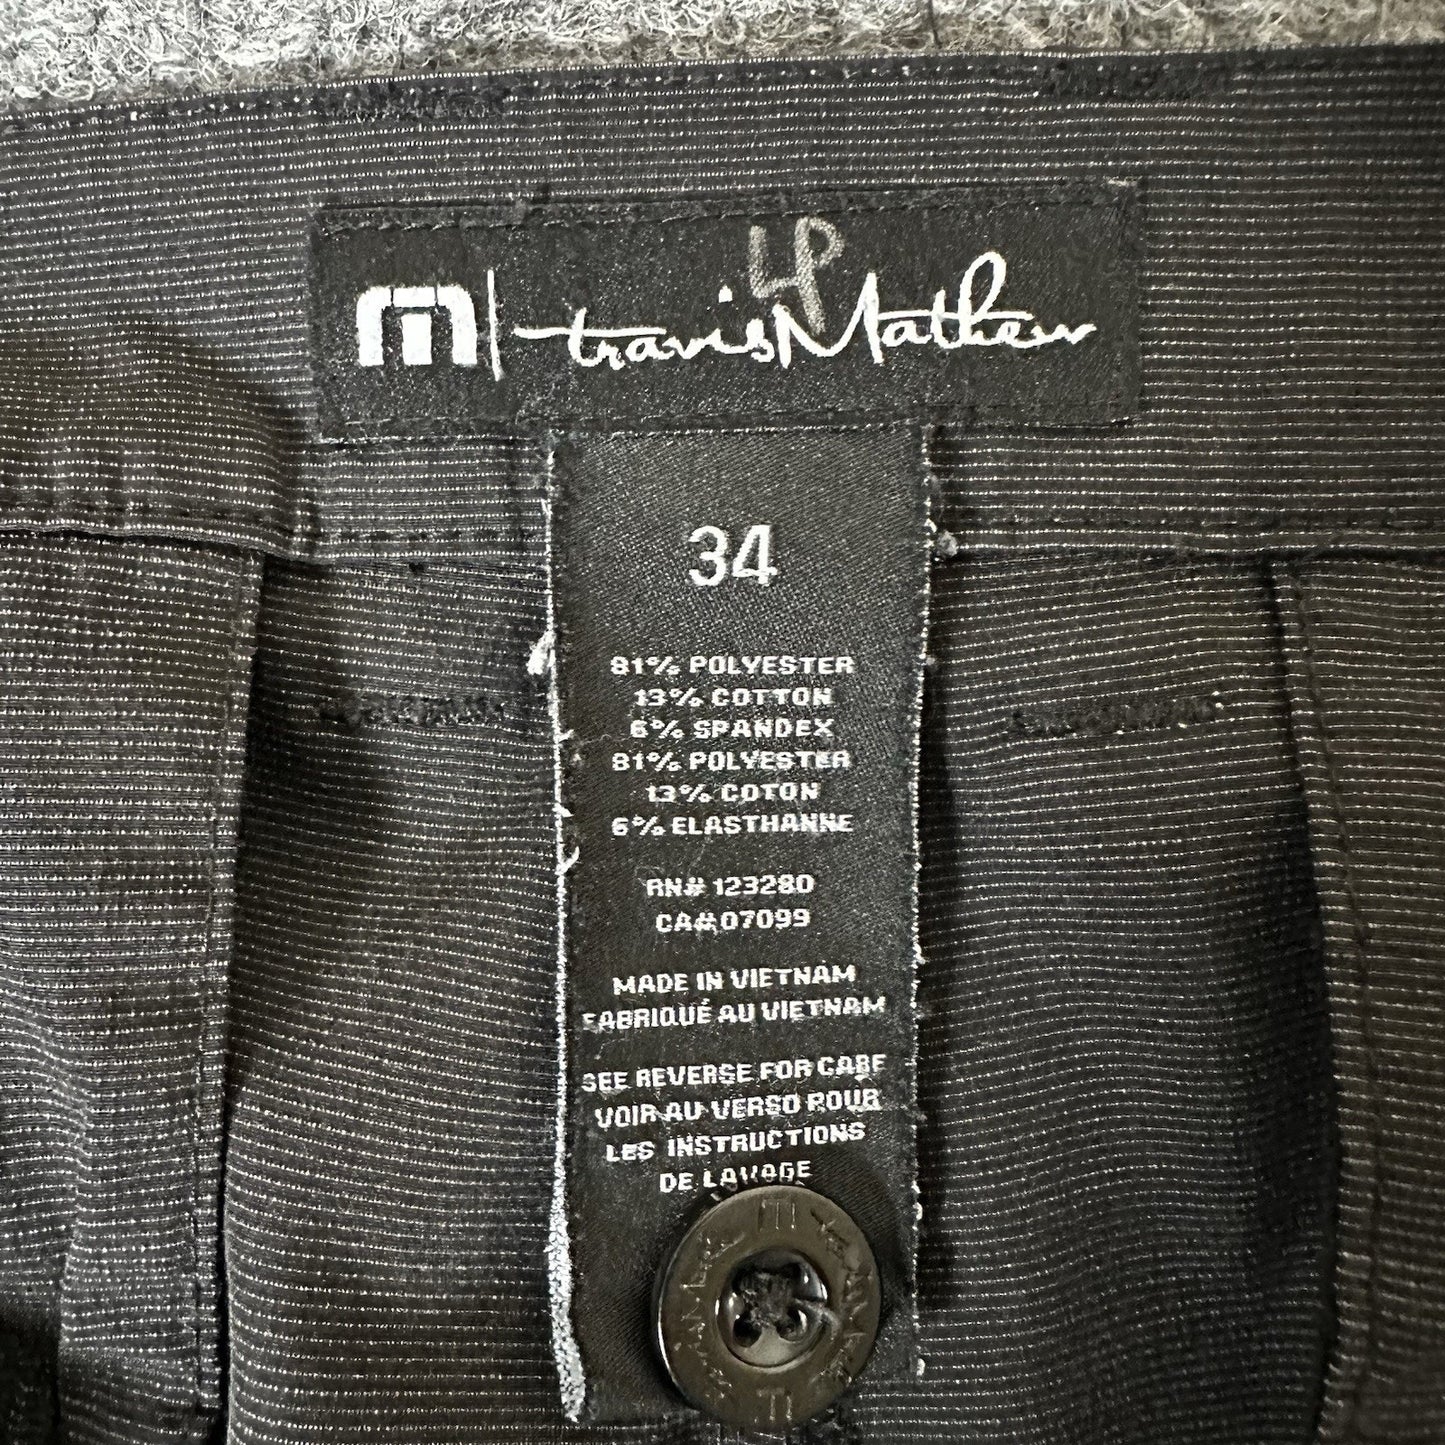 LP
m | travisMathew
34
81% POLYESTER
13% COTTON
6% SPANDEX
81% POLYESTER
13% COTON
6% ELASTHANNE
RN# 123280
CA# 07099
MADE IN VIETNAM
FABRIQUÉ AU VIETNAM
SEE REVERSE FOR CARE
VOIR AU VERSO POUR
LES INSTRUCTIONS
DE LAVAGE